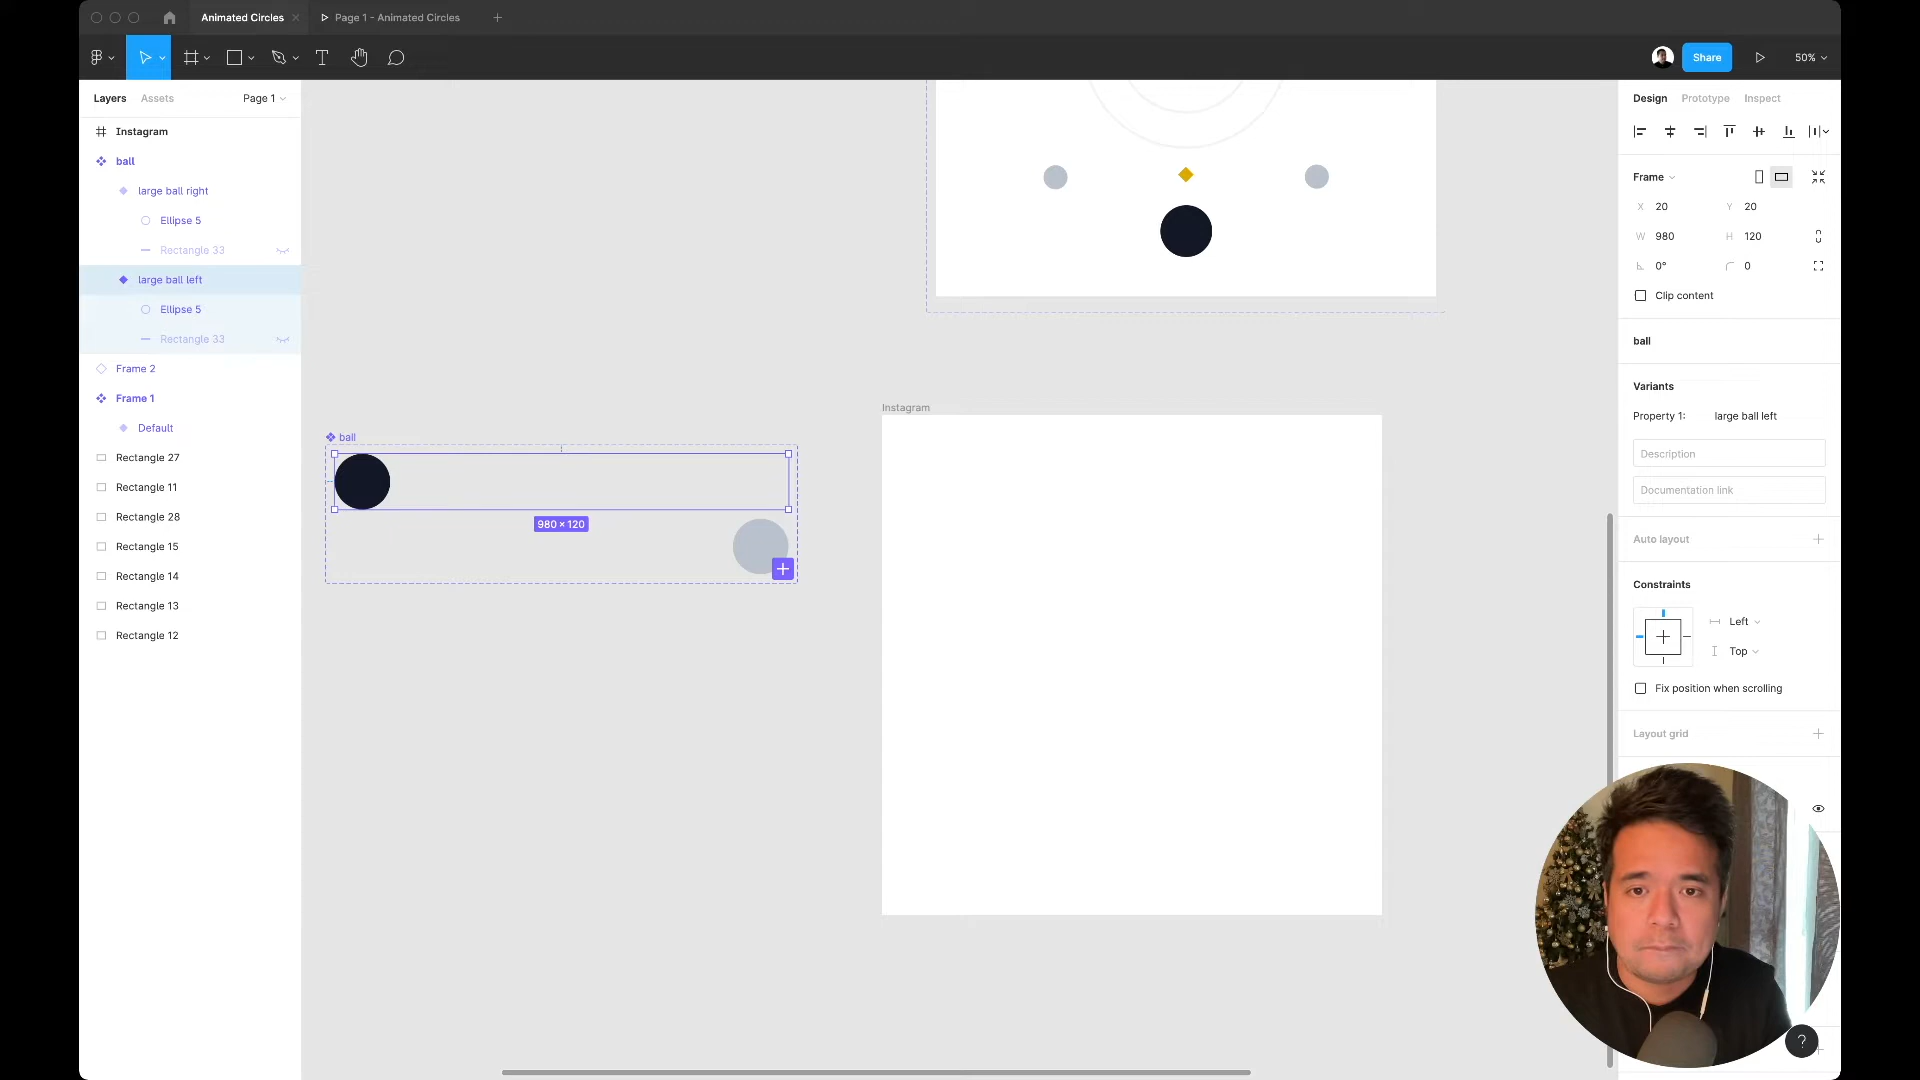 Animated Circles
Page 1 - Animated Circles
Share
50%
Layers
Assets
Page 1
Instagram
ball
large ball right
Ellipse 5
Rectangle 33
large ball left
Ellipse 5
Rectangle 33
Frame 2
Frame 1
Default
Rectangle 27
Rectangle 11
Rectangle 28
Rectangle 15
Rectangle 14
Rectangle 13
Rectangle 12
ball
980 × 120
Instagram
Design
Prototype
Inspect
Frame
X 20
Y 20
W 980
H 120
0°
0
Clip content
ball
Variants
Property 1: large ball left
Description
Documentation link
Auto layout
Constraints
Left
Top
Fix position when scrolling
Layout grid
?